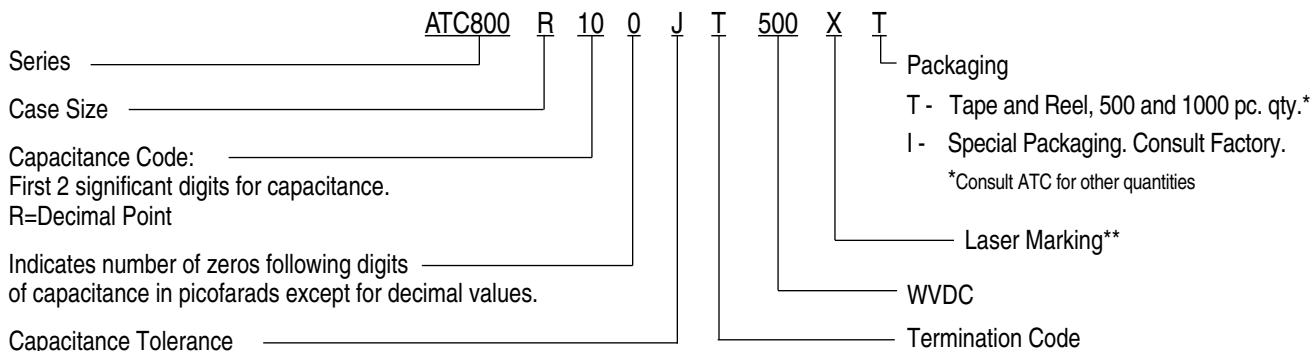 ATC800 R 10 0 J T 500 X T
Series
Case Size
Capacitance Code:
First 2 significant digits for capacitance.
R=Decimal Point
Indicates number of zeros following digits
of capacitance in picofarads except for decimal values.
Capacitance Tolerance
Packaging
T - Tape and Reel, 500 and 1000 pc. qty.*
I - Special Packaging. Consult Factory.
*Consult ATC for other quantities
Laser Marking**
WVDC
Termination Code